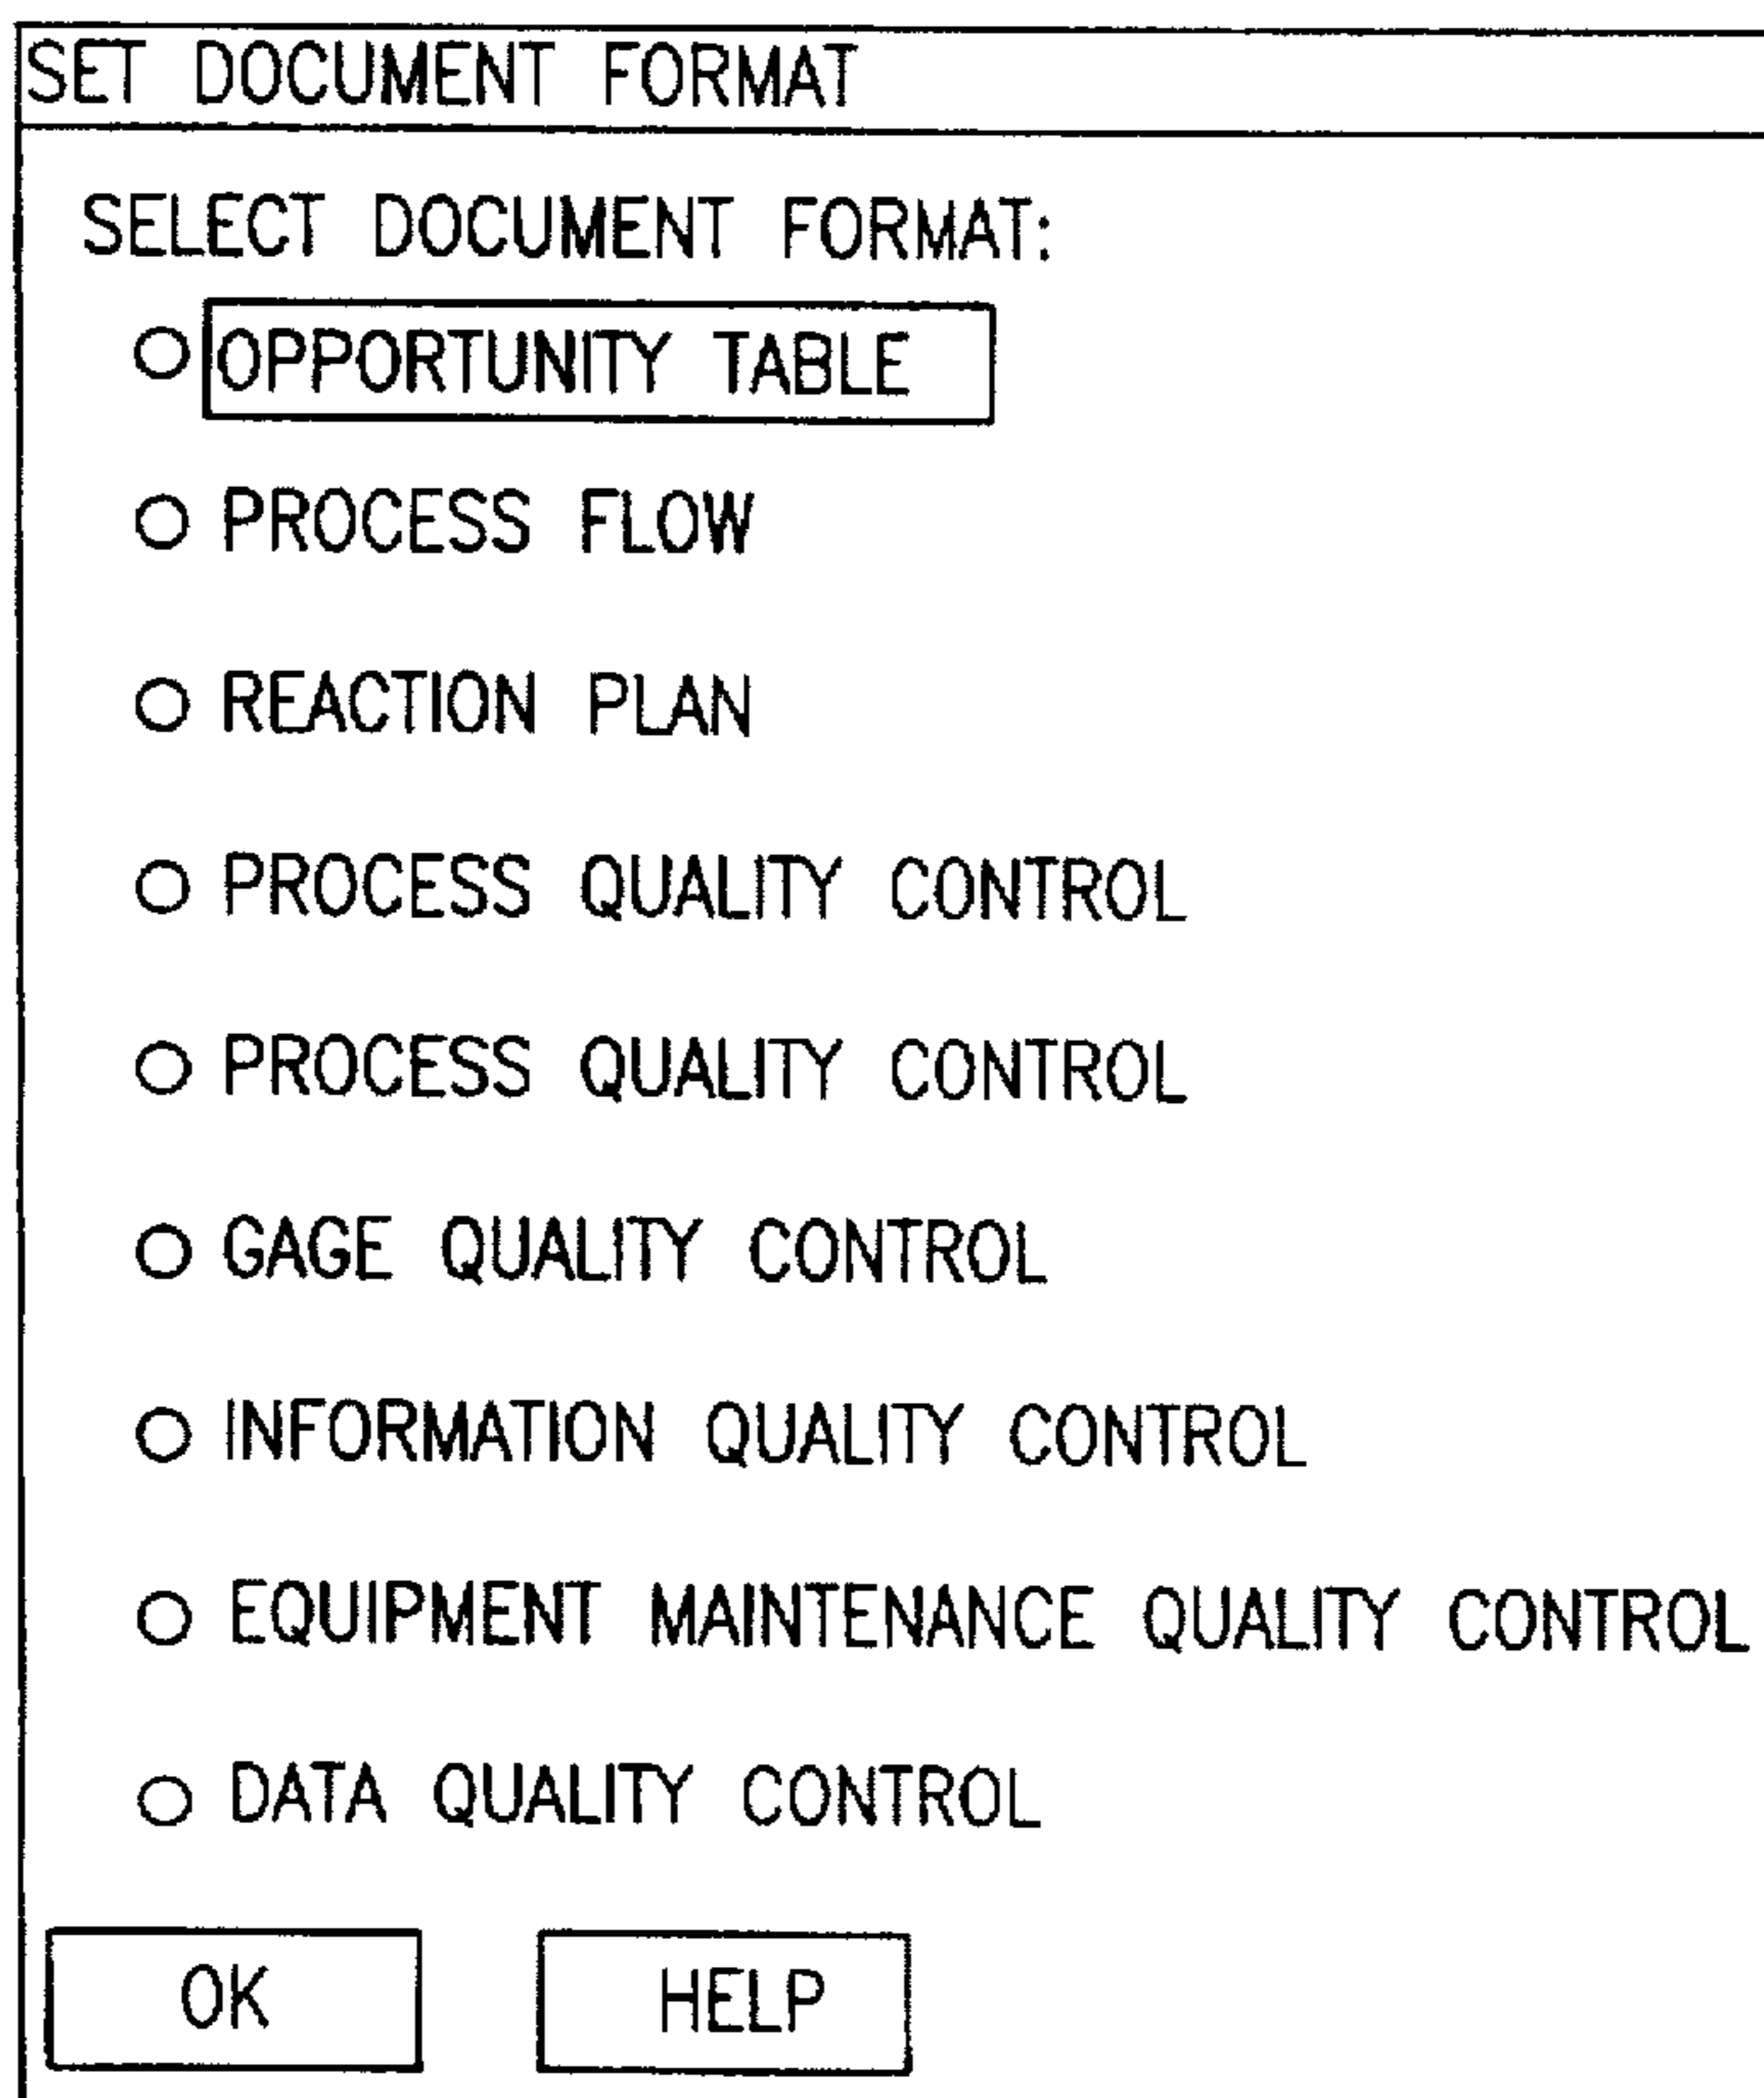 SET DOCUMENT FORMAT
SELECT DOCUMENT FORMAT:
OPPORTUNITY TABLE
PROCESS FLOW
REACTION PLAN
PROCESS QUALITY CONTROL
PROCESS QUALITY CONTROL
GAGE QUALITY CONTROL
INFORMATION QUALITY CONTROL
EQUIPMENT MAINTENANCE QUALITY CONTROL
DATA QUALITY CONTROL
OK HELP